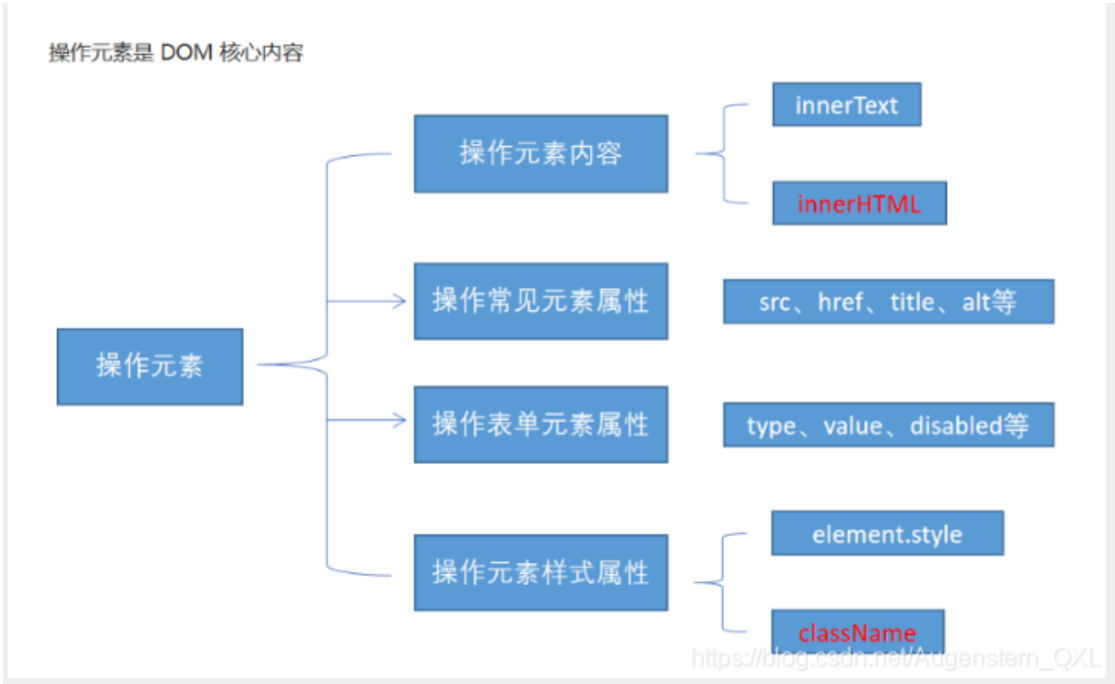 操作元素是 DOM 核心内容
操作元素
操作元素内容
innerText
innerHTML
操作常见元素属性
src、href、title、alt等
操作表单元素属性
type、value、disabled等
操作元素样式属性
element.style
className
https://blog.csdn.net/Augenstern_QXL